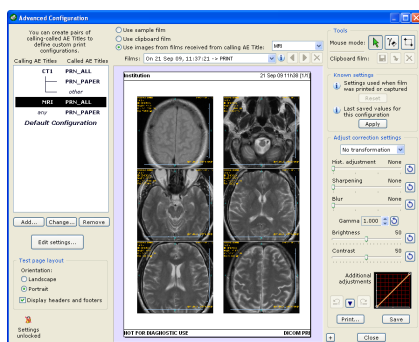 Advanced Configuration
You can create pairs of
calling-called AE Titles to
define custom print
configurations.
Calling AE Titles Called AE Titles
CT1 PRN_ALL
PRN_PAPER
other
MRI PRN_ALL
any PRN_PAPER
Default Configuration
Add... Change... Remove
Edit settings...
Test page layout
Orientation:
Landscape
Portrait
Display headers and footers
Settings
unlocked
Use sample film
Use clipboard film
Use images from films received from calling AE Title: MRI
Films: On 21 Sep 09, 11:37:21 -> PRINT
Institution 21 Sep 09 11h38 [1/1]
NOT FOR DIAGNOSTIC USE DICOM PRI
Tools
Mouse mode:
Clipboard film:
Known settings
Settings used when film
was printed or captured
Reset
Last saved values for
this configuration
Apply
Adjust correction settings
No transformation
Hist. adjustment None
Sharpening None
Blur None
Gamma 1.000
Brightness 50
Contrast 50
Additional
adjustments
Print... Save
Close